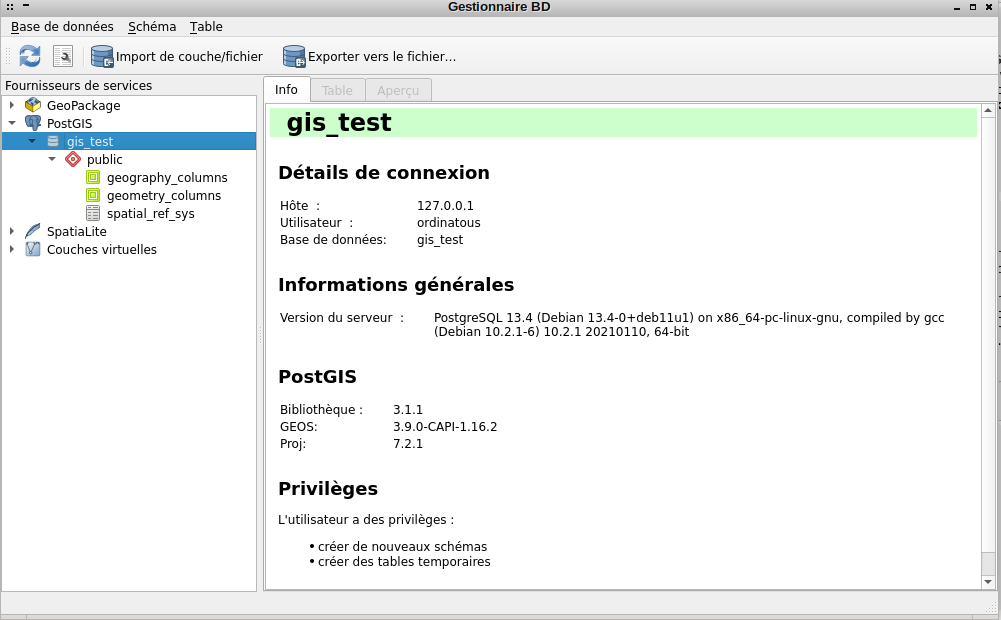 Gestionnaire BD
Base de données Schéma Table
Import de couche/fichier Exporter vers le fichier...
Fournisseurs de services
GeoPackage
PostGIS
gis_test
public
geography_columns
geometry_columns
spatial_ref_sys
SpatiaLite
Couches virtuelles
Info Table Aperçu
gis_test
Détails de connexion
Hôte : 127.0.0.1
Utilisateur : ordinatous
Base de données: gis_test
Informations générales
Version du serveur : PostgreSQL 13.4 (Debian 13.4-0+deb11u1) on x86_64-pc-linux-gnu, compiled by gcc
(Debian 10.2.1-6) 10.2.1 20210110, 64-bit
PostGIS
Bibliothèque : 3.1.1
GEOS: 3.9.0-CAPI-1.16.2
Proj: 7.2.1
Privilèges
L'utilisateur a des privilèges :
• créer de nouveaux schémas
• créer des tables temporaires